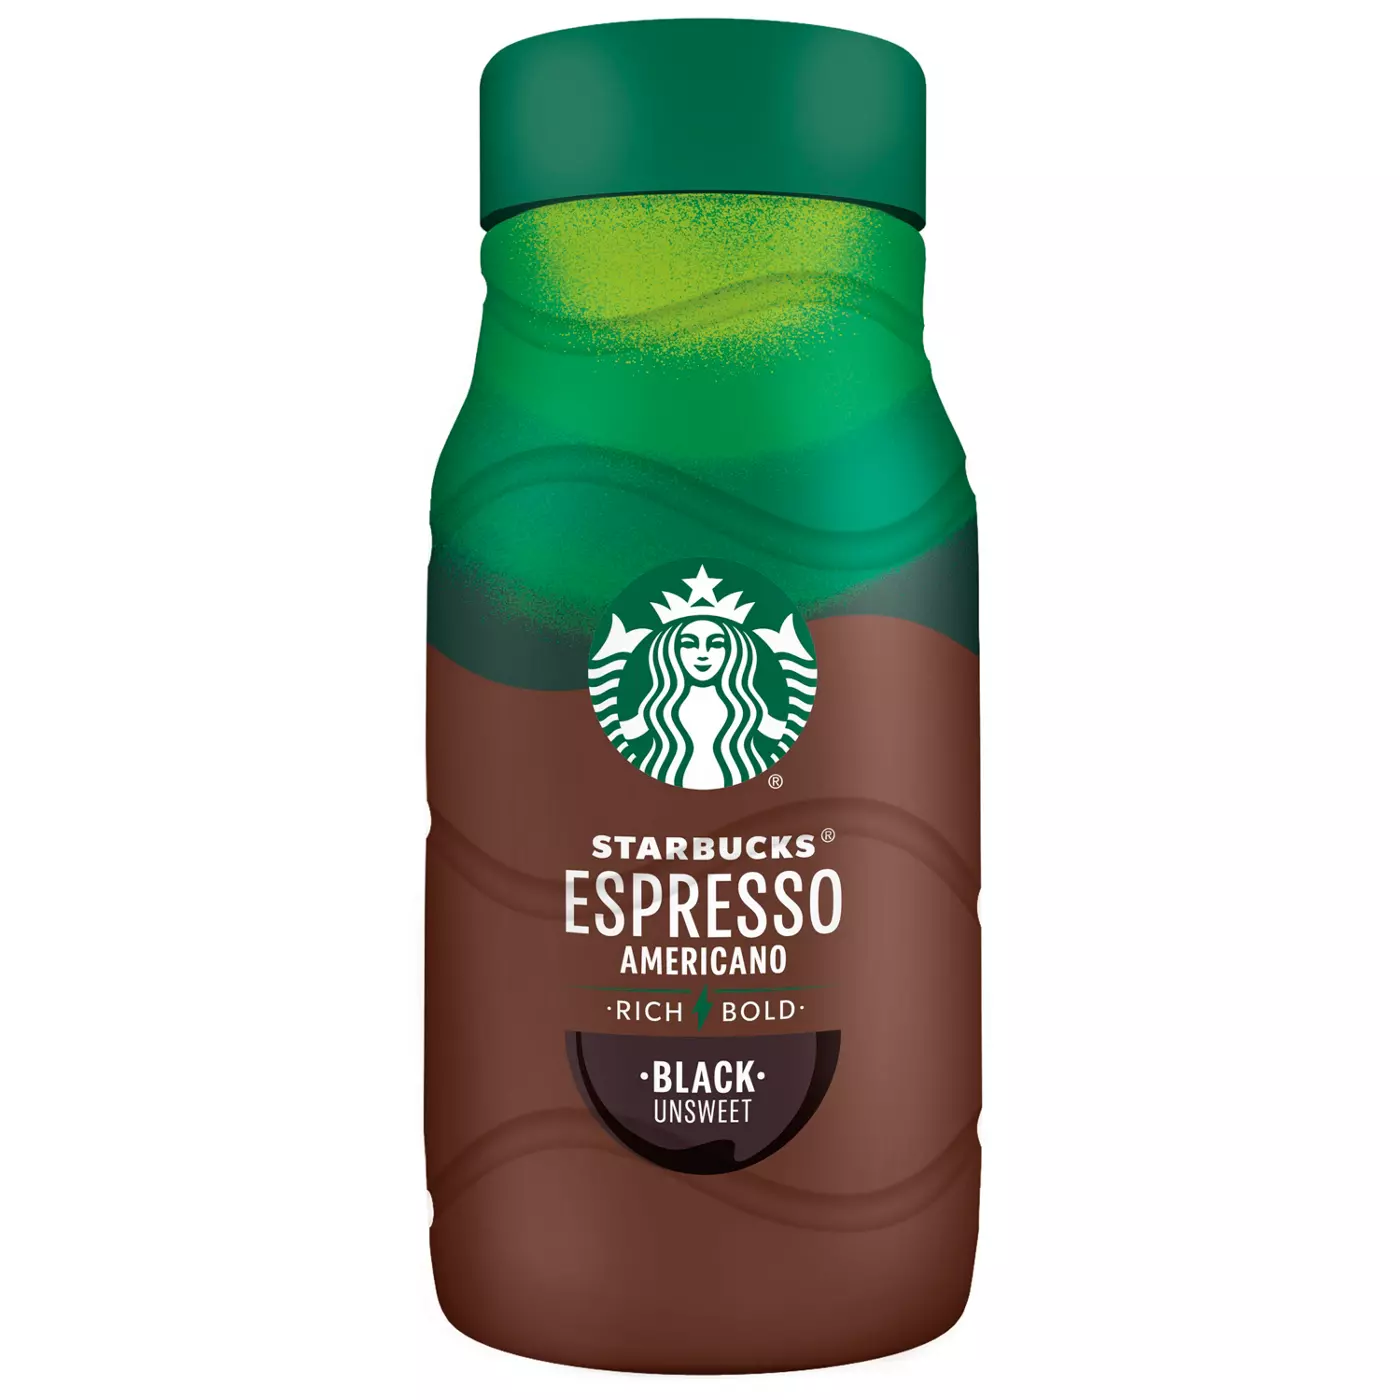 ®
STARBUCKS®
ESPRESSO
AMERICANO
·RICH BOLD·
·BLACK·
UNSWEET